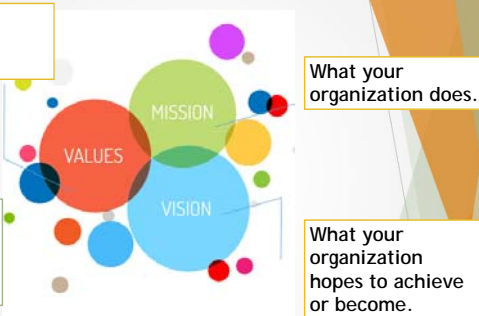 MISSION
What your
organization does.
VALUES
VISION
What your
organization
hopes to achieve
or become.